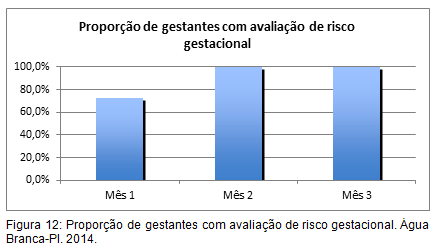 Proporção de gestantes com avaliação de risco
gestacional
100,0%
80,0%
60,0%
40,0%
20,0%
0,0%
Mês 1 Mês 2 Mês 3
Figura 12: Proporção de gestantes com avaliação de risco gestacional. Água
Branca-PI. 2014.